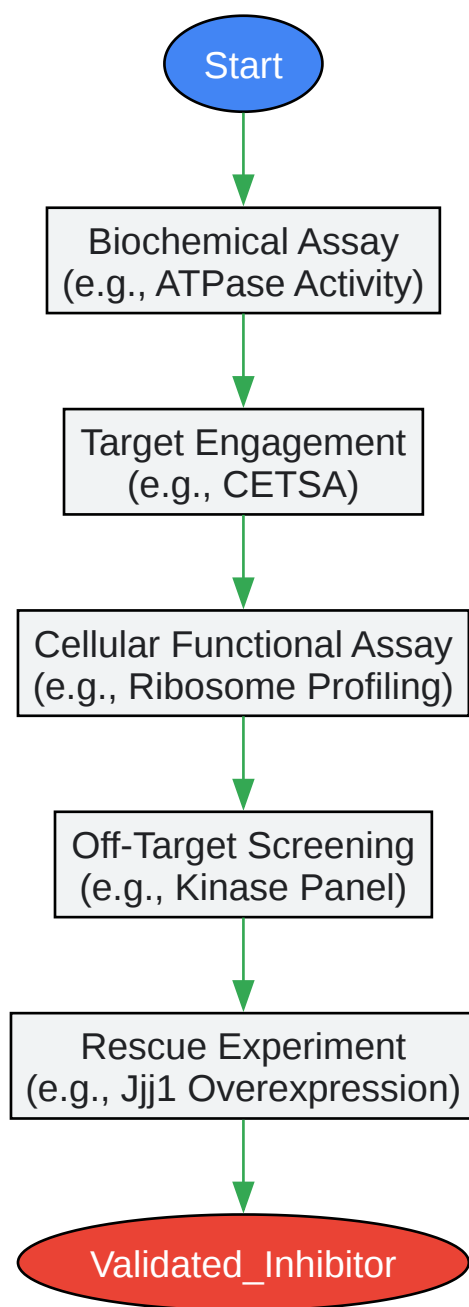 Start
Biochemical Assay
(e.g., ATPase Activity)
Target Engagement
(e.g., CETSA)
Cellular Functional Assay
(e.g., Ribosome Profiling)
Off-Target Screening
(e.g., Kinase Panel)
Rescue Experiment
(e.g., Jjj1 Overexpression)
Validated_Inhibitor